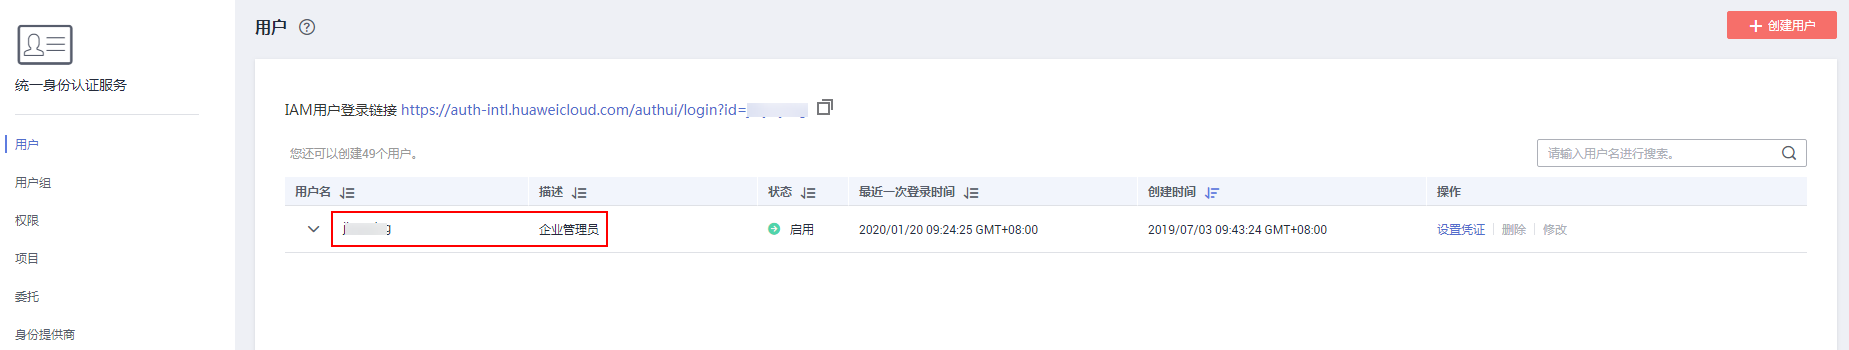 用户
创建用户
统一身份认证服务
用户
用户组
权限
项目
委托
身份提供商
IAM用户登录链接 https://auth-intl.huaweicloud.com/authui/login?id=
您还可以创建49个用户。
请输入用户名进行搜索。
用户名 描述 状态 最近一次登录时间 创建时间 操作
企业管理员 启用 2020/01/20 09:24:25 GMT+08:00 2019/07/03 09:43:24 GMT+08:00 设置凭证 删除 修改